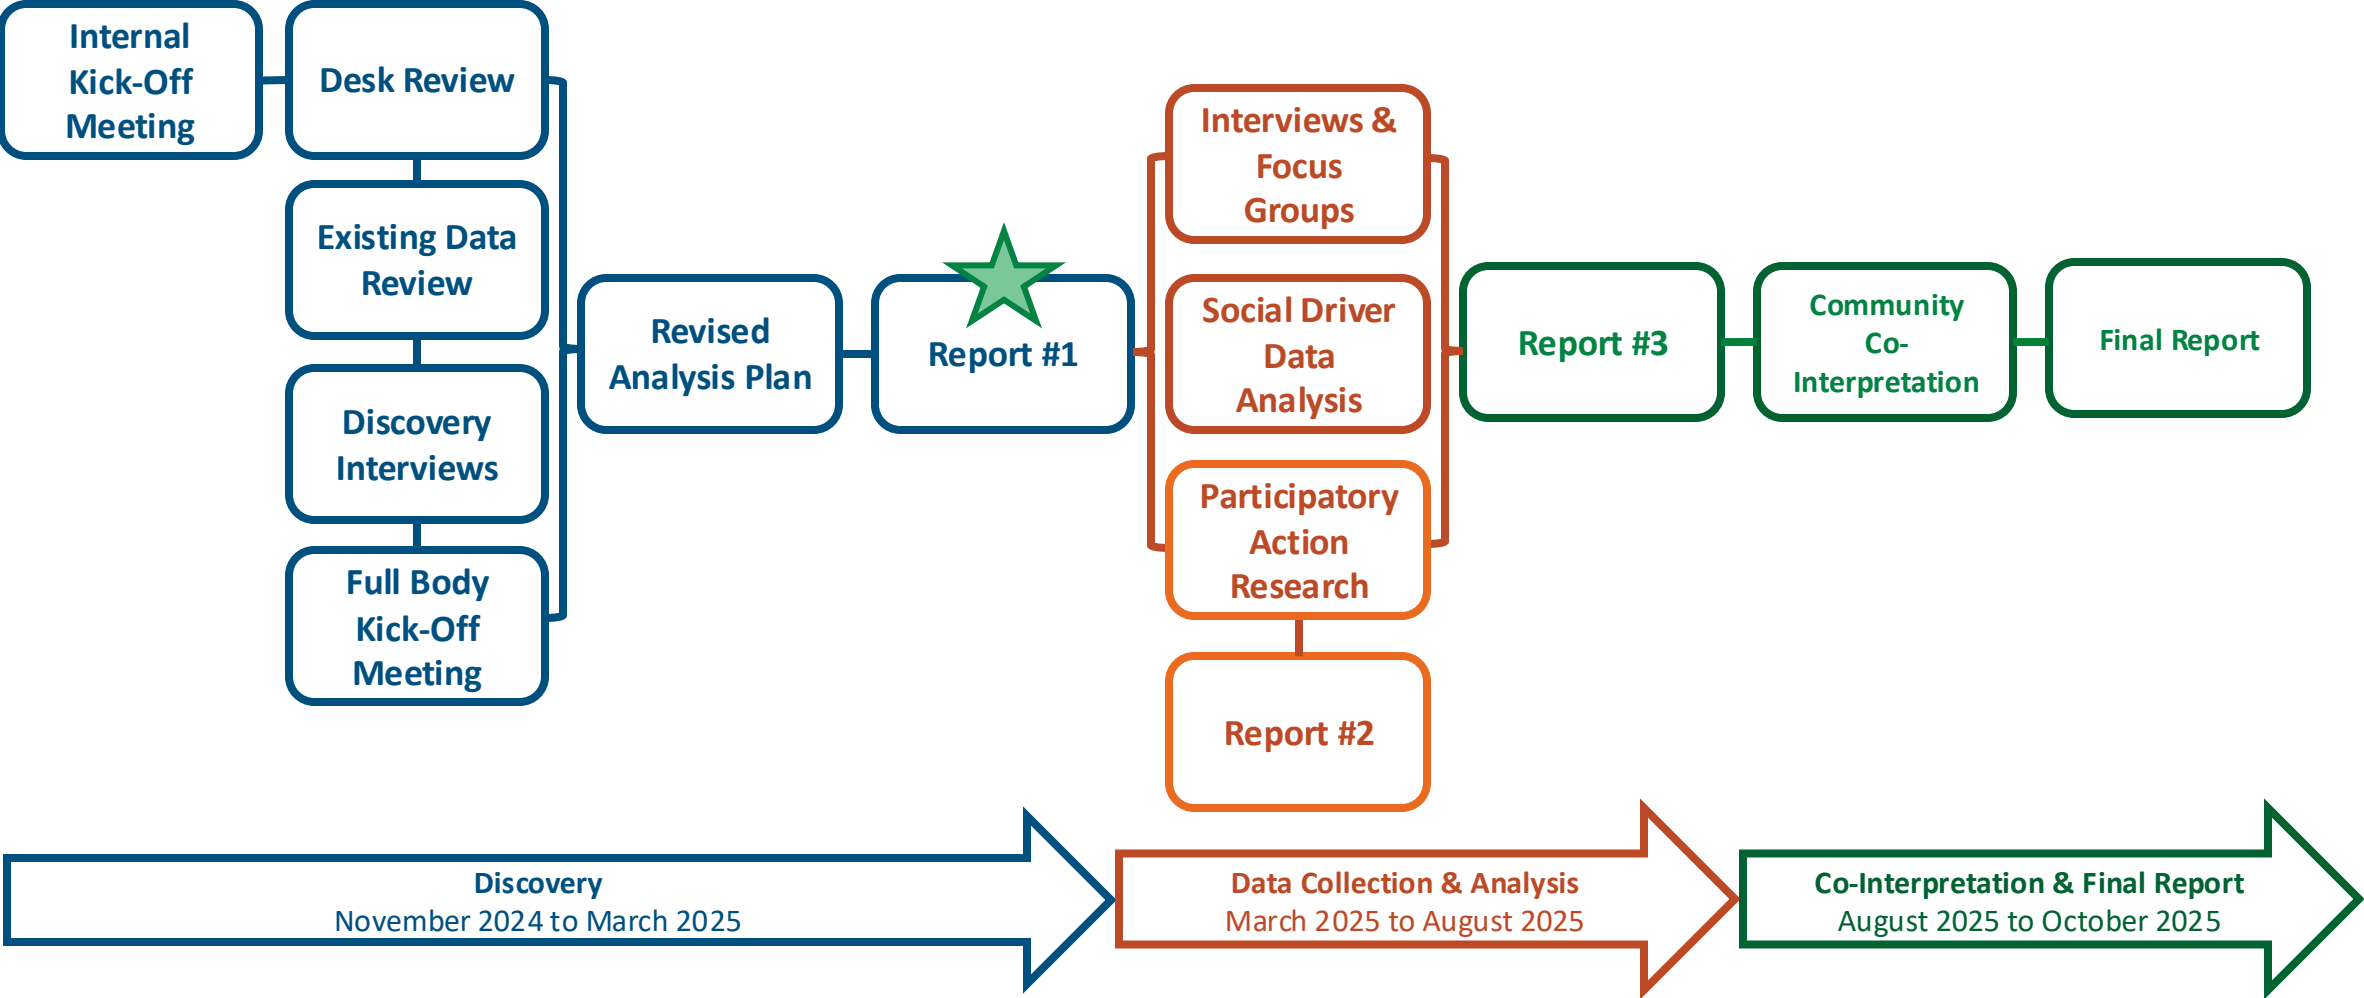 Internal
Kick-Off
Meeting
Desk Review
Existing Data
Review
Discovery
Interviews
Full Body
Kick-Off
Meeting
Revised
Analysis Plan
Report #1
Interviews &
Focus
Groups
Social Driver
Data
Analysis
Participatory
Action
Research
Report #2
Report #3
Community
Co-
Interpretation
Final Report
Discovery
November 2024 to March 2025
Data Collection & Analysis
March 2025 to August 2025
Co-Interpretation & Final Report
August 2025 to October 2025